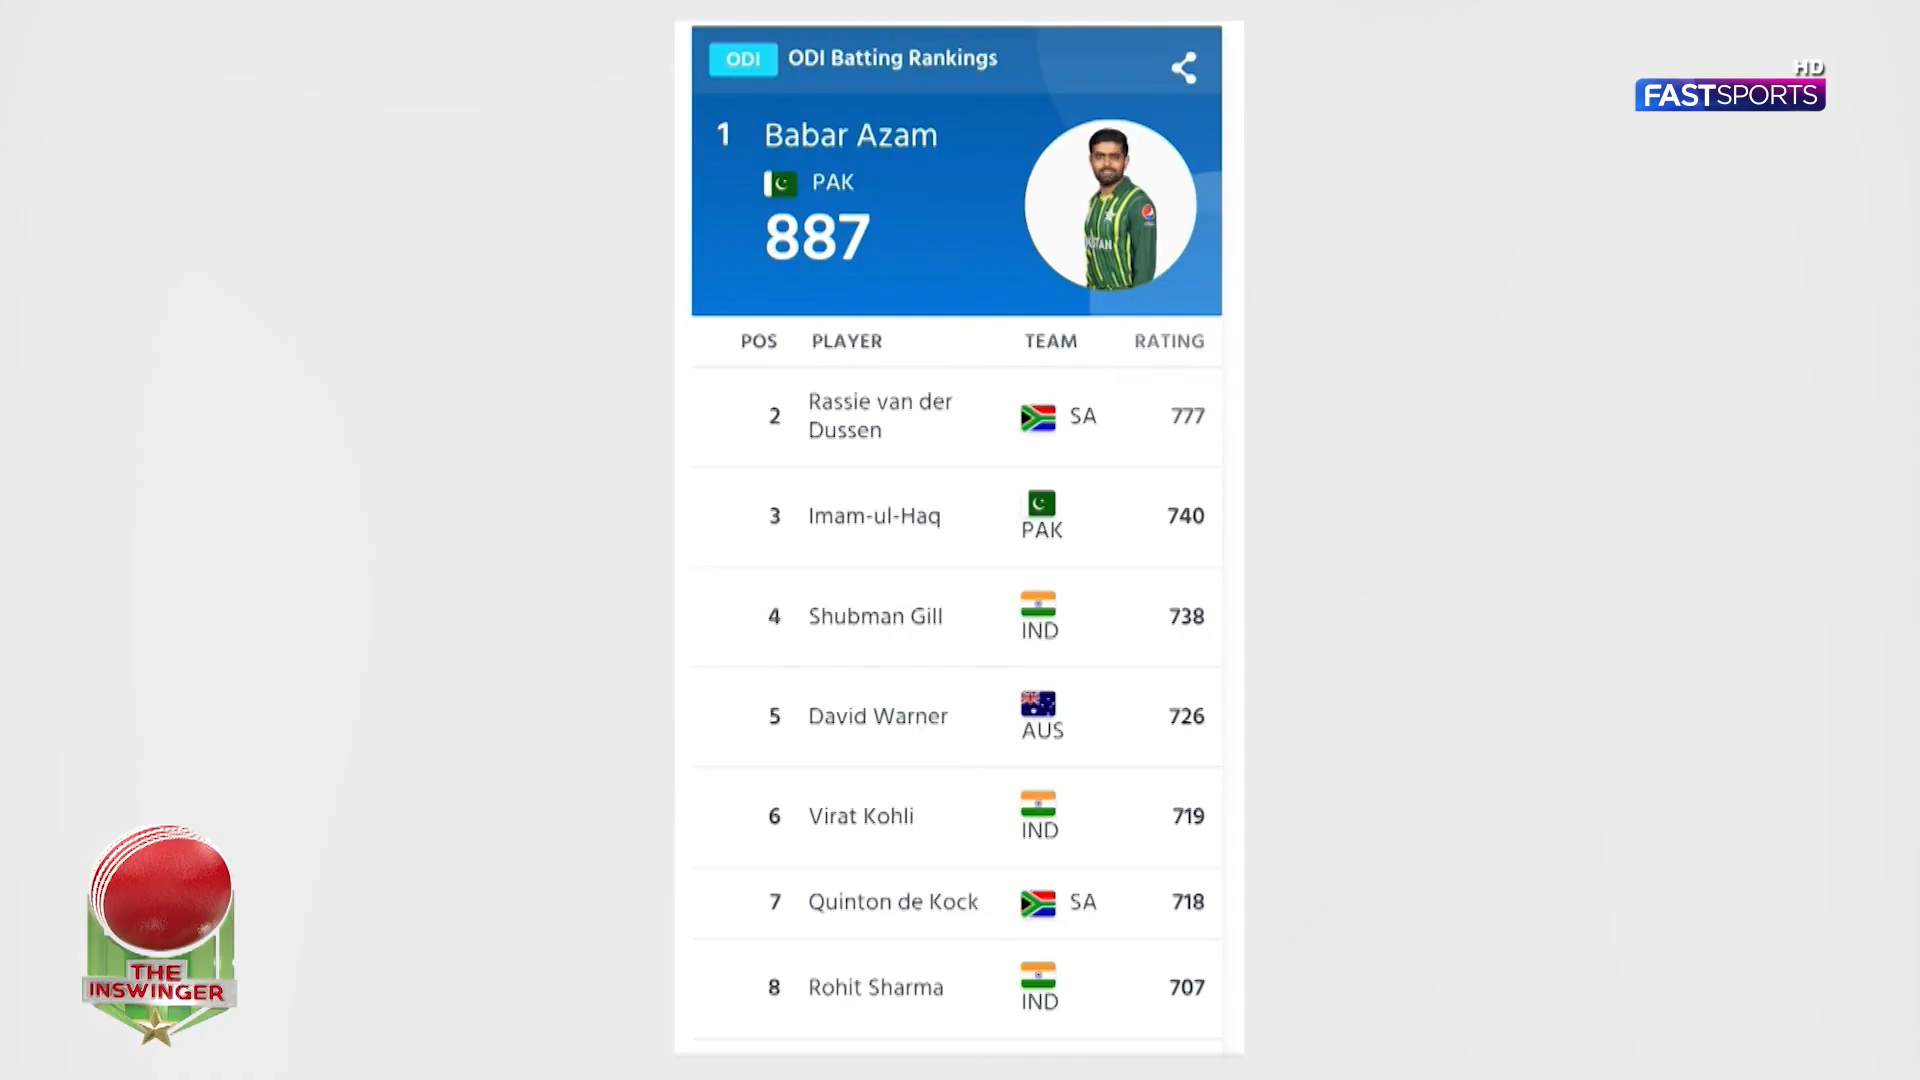 ODI
ODI Batting Rankings
HD
FASTSPORTS
1
Babar Azam
PAK
887
POS PLAYER TEAM RATING
2 Rassie van der Dussen SA 777
3 Imam-ul-Haq PAK 740
4 Shubman Gill IND 738
5 David Warner AUS 726
6 Virat Kohli IND 719
7 Quinton de Kock SA 718
8 Rohit Sharma IND 707
THE
INSWINGER